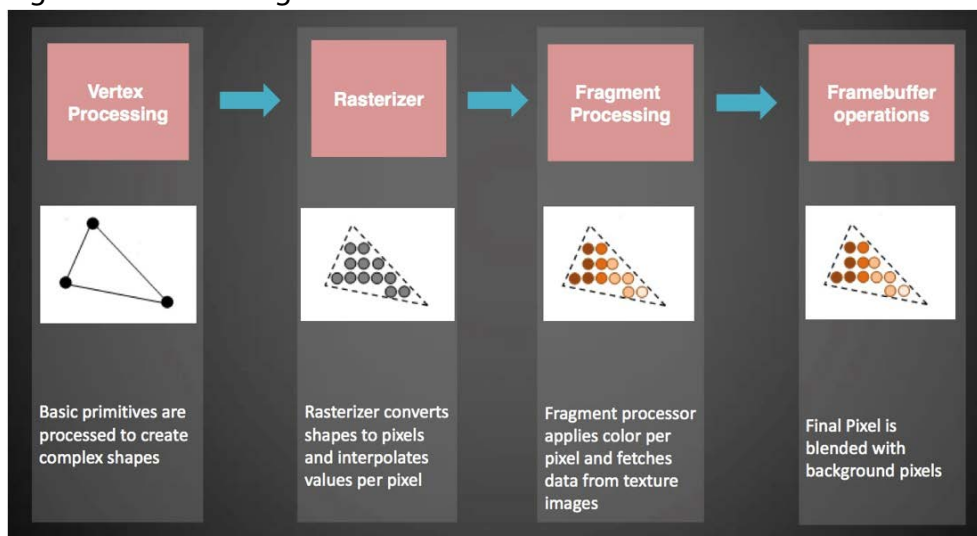 Vertex
Processing
Rasterizer
Fragment
Processing
Framebuffer
operations
Basic primitives are
processed to create
complex shapes
Rasterizer converts
shapes to pixels
and interpolates
values per pixel
Fragment processor
applies color per
pixel and fetches
data from texture
images
Final Pixel is
blended with
background pixels